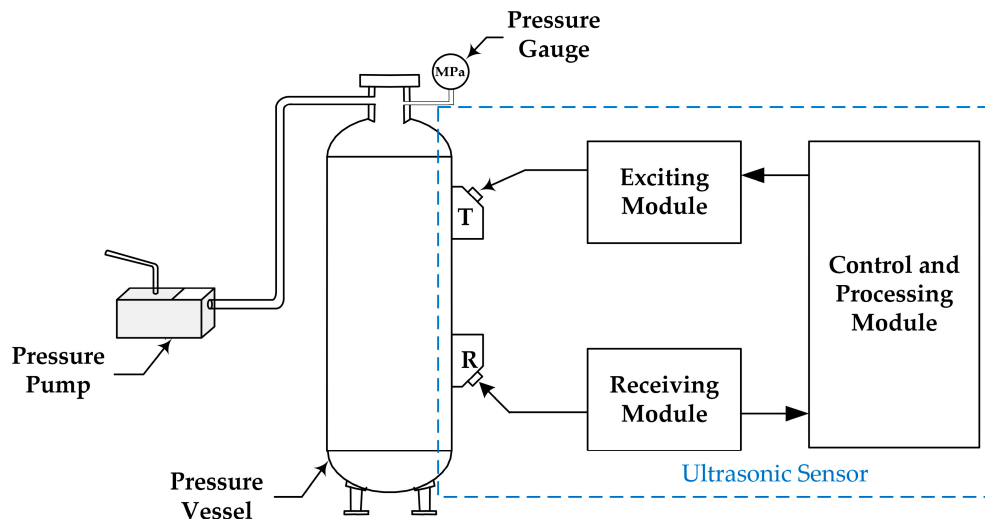 Pressure
Gauge
MPa
T
Exciting
Module
Control and
Processing
Module
Pressure
Pump
R
Receiving
Module
Pressure
Vessel
Ultrasonic Sensor